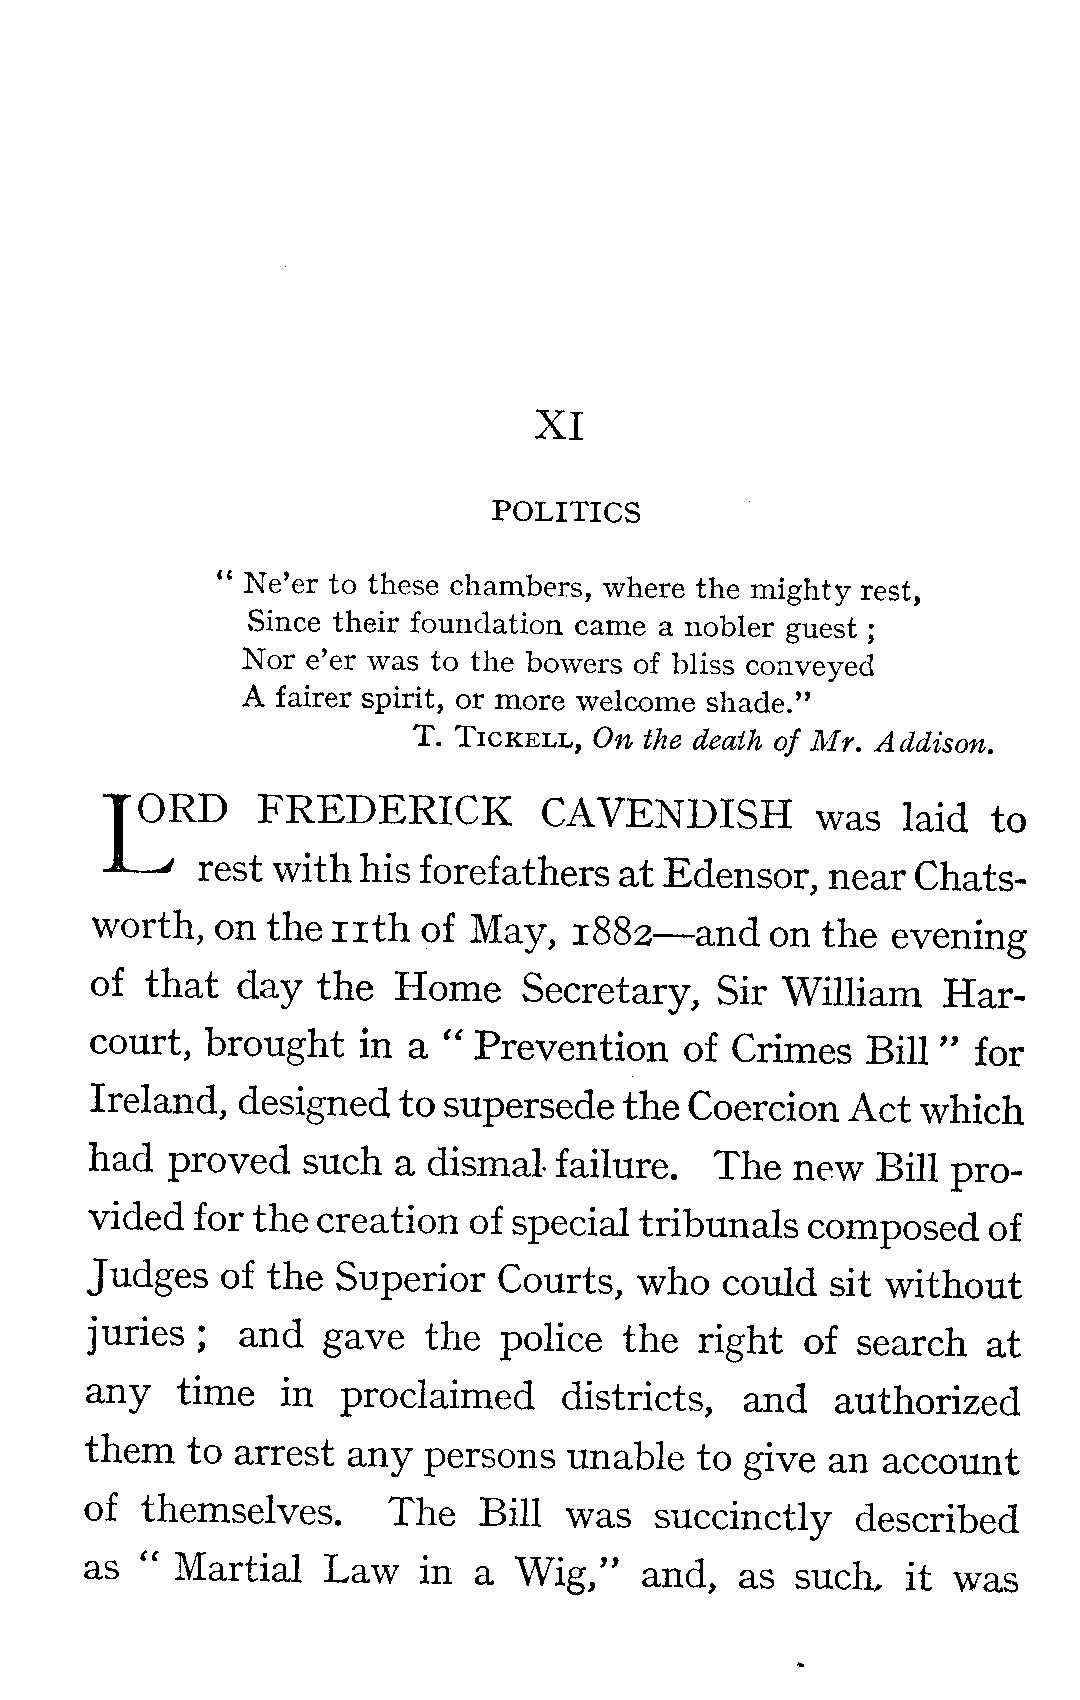 XI
POLITICS
“ Ne’er to these chambers, where the mighty rest,
Since their foundation came a nobler guest ;
Nor e’er was to the bowers of bliss conveyed
A fairer spirit, or more welcome shade.”
T. TICKELL, On the death of Mr. Addison.
LORD FREDERICK CAVENDISH was laid to
rest with his forefathers at Edensor, near Chats-
worth, on the 11th of May, 1882—and on the evening
of that day the Home Secretary, Sir William Har-
court, brought in a “ Prevention of Crimes Bill ” for
Ireland, designed to supersede the Coercion Act which
had proved such a dismal failure. The new Bill pro-
vided for the creation of special tribunals composed of
Judges of the Superior Courts, who could sit without
juries ; and gave the police the right of search at
any time in proclaimed districts, and authorized
them to arrest any persons unable to give an account
of themselves. The Bill was succinctly described
as “ Martial Law in a Wig,” and, as such, it was